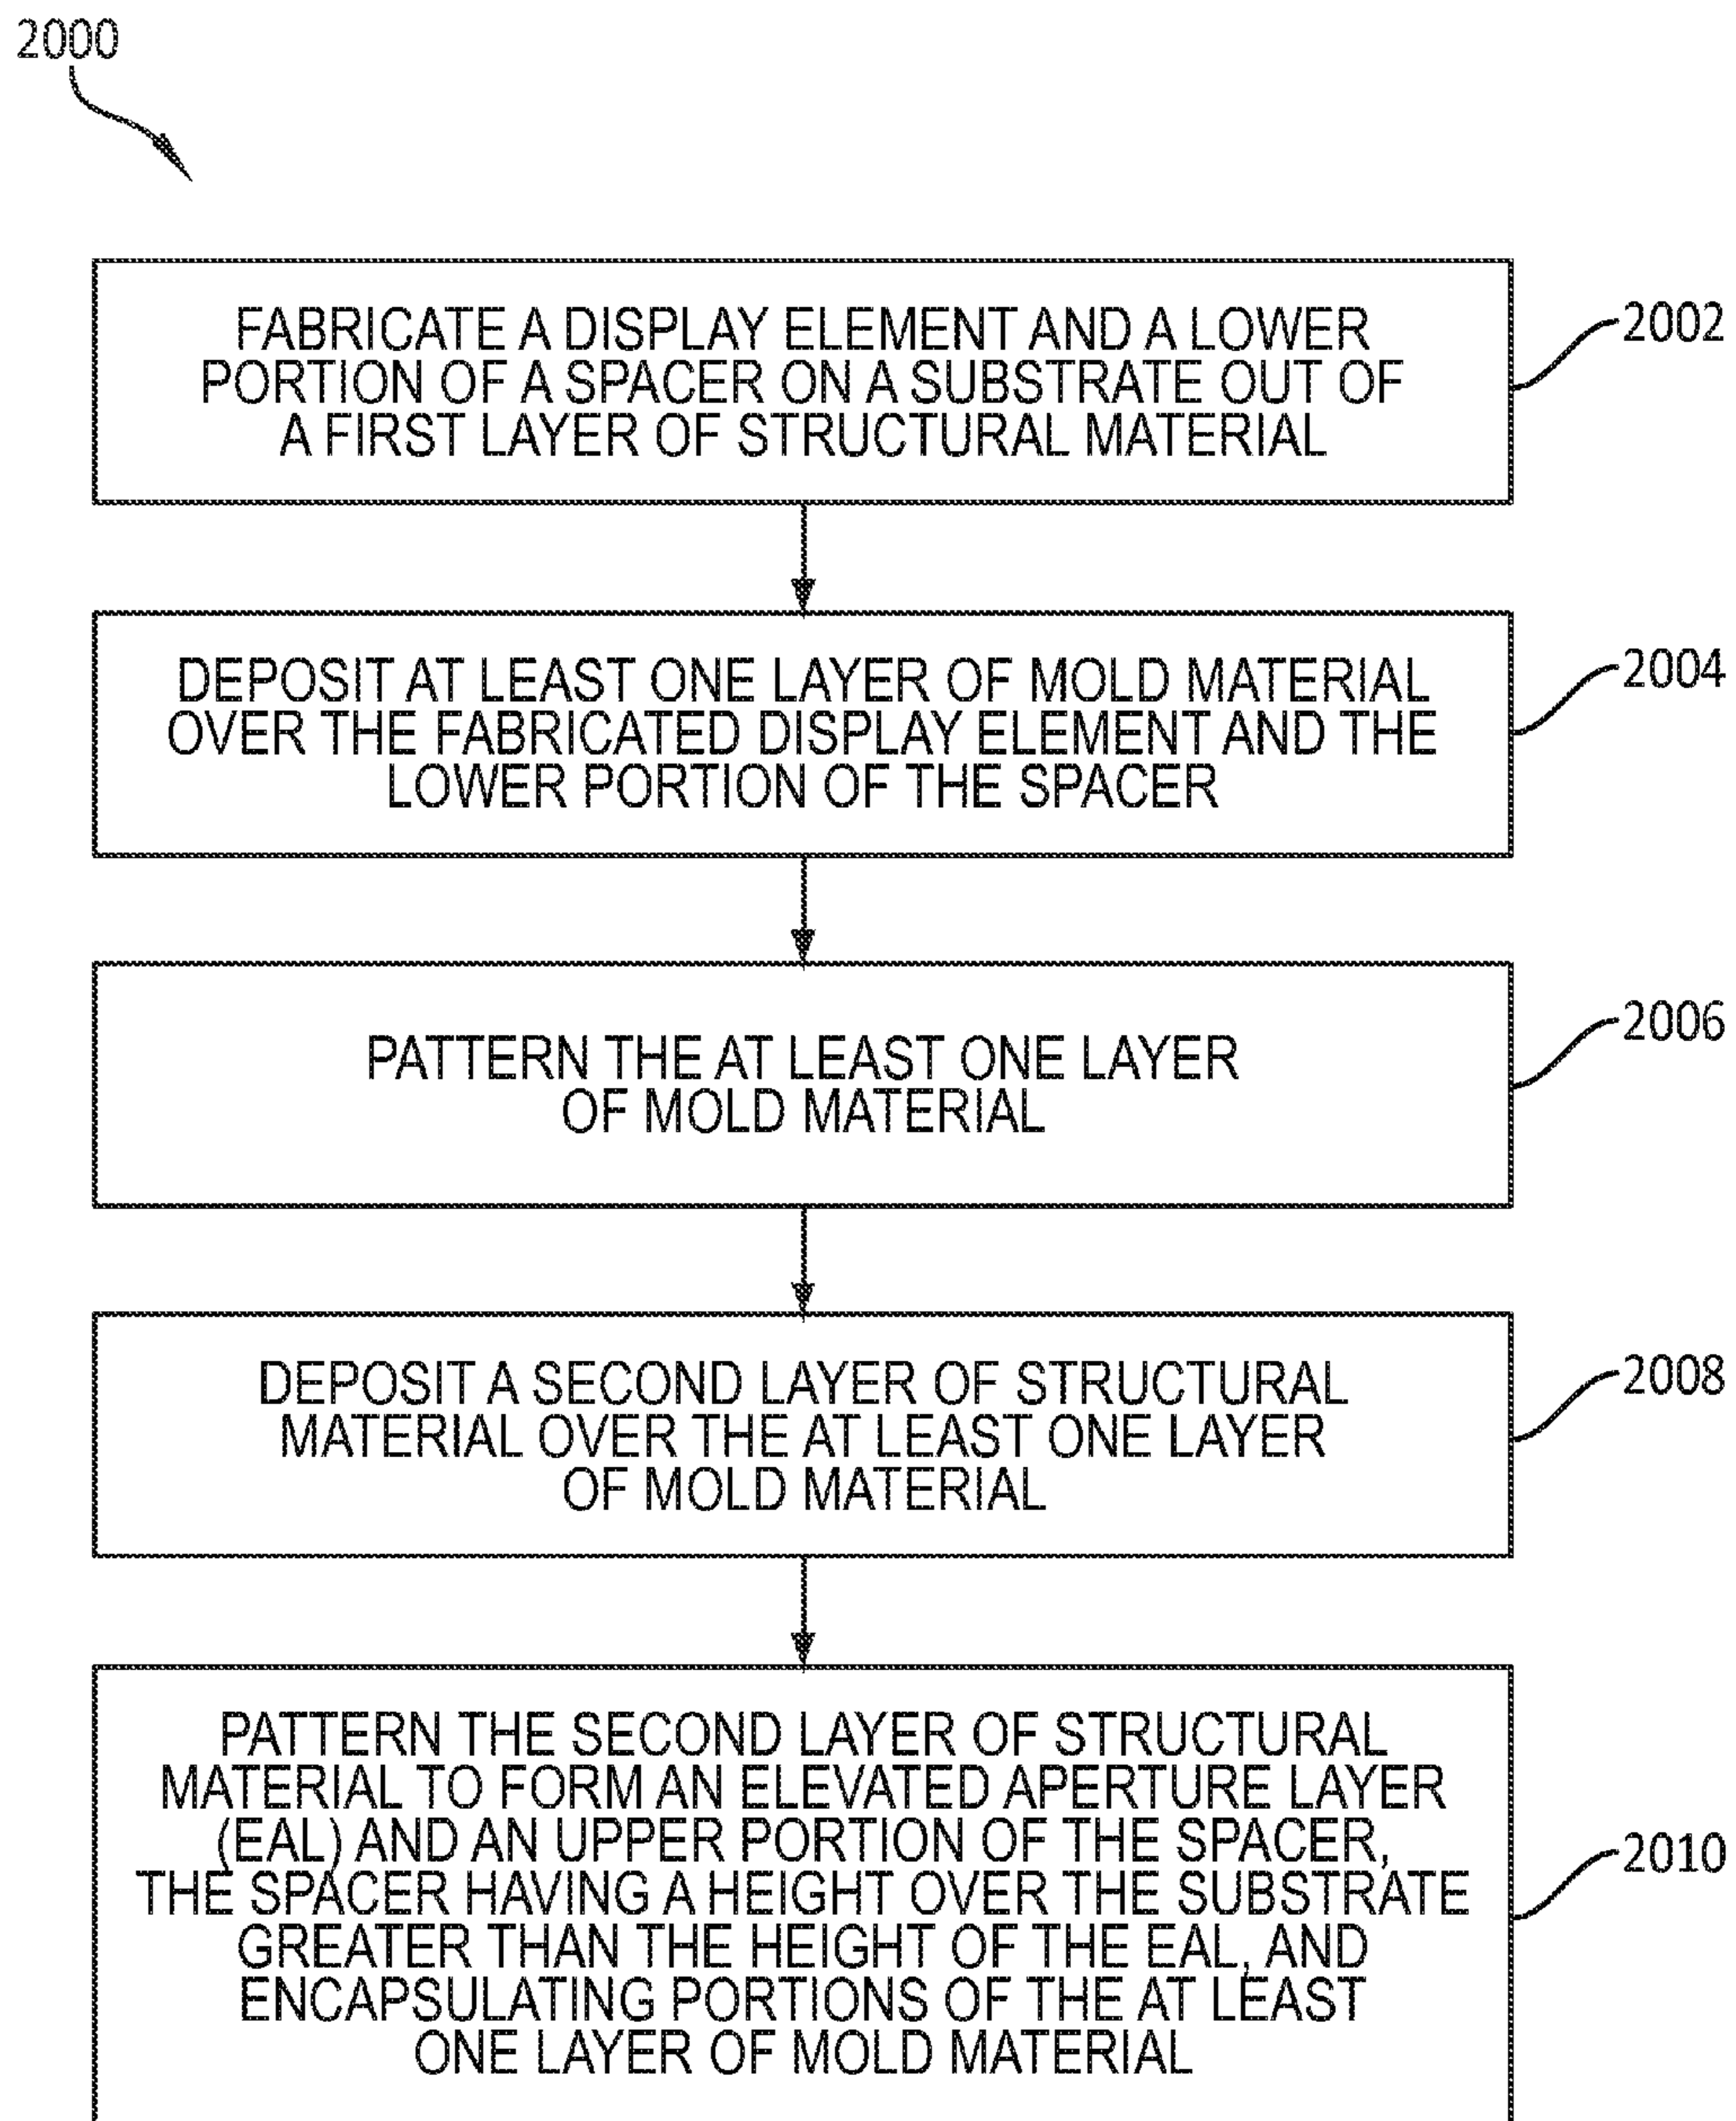 2000
FABRICATE A DISPLAY ELEMENT AND A LOWER
PORTION OF A SPACER ON A SUBSTRATE OUT OF
A FIRST LAYER OF STRUCTURAL MATERIAL
2002
DEPOSIT AT LEAST ONE LAYER OF MOLD MATERIAL
OVER THE FABRICATED DISPLAY ELEMENT AND THE
LOWER PORTION OF THE SPACER
2004
PATTERN THE AT LEAST ONE LAYER
OF MOLD MATERIAL
2006
DEPOSIT A SECOND LAYER OF STRUCTURAL
MATERIAL OVER THE AT LEAST ONE LAYER
OF MOLD MATERIAL
2008
PATTERN THE SECOND LAYER OF STRUCTURAL
MATERIAL TO FORM AN ELEVATED APERTURE LAYER
(EAL) AND AN UPPER PORTION OF THE SPACER,
THE SPACER HAVING A HEIGHT OVER THE SUBSTRATE
GREATER THAN THE HEIGHT OF THE EAL, AND
ENCAPSULATING PORTIONS OF THE AT LEAST
ONE LAYER OF MOLD MATERIAL
2010